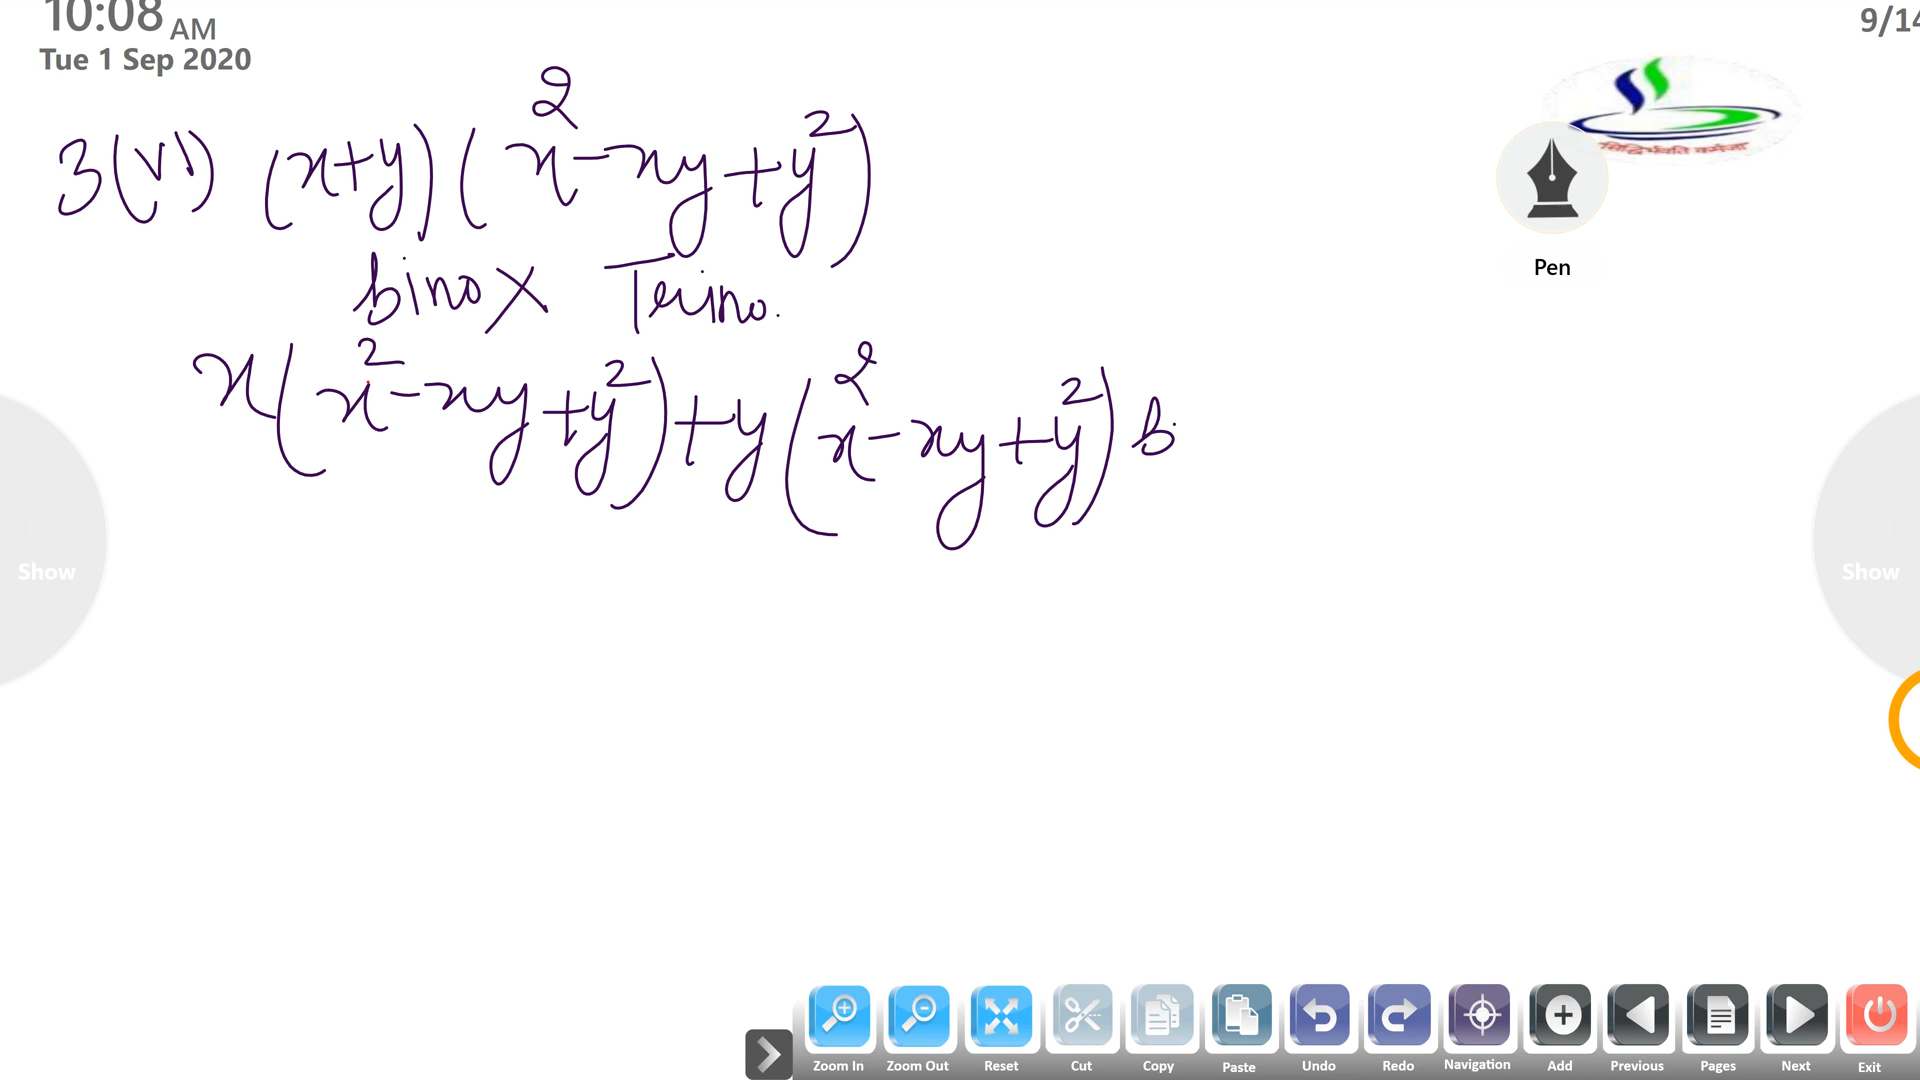 10:08 AM
Tue 1 Sep 2020
9/14
3(vi) (x+y)(x²-xy+y²)
bino X Trino.
x(x²-xy+y²)+y(x²-xy+y²) b
Pen
Show
Show
Zoom In Zoom Out Reset Cut Copy Paste Undo Redo Navigation Add Previous Pages Next Exit